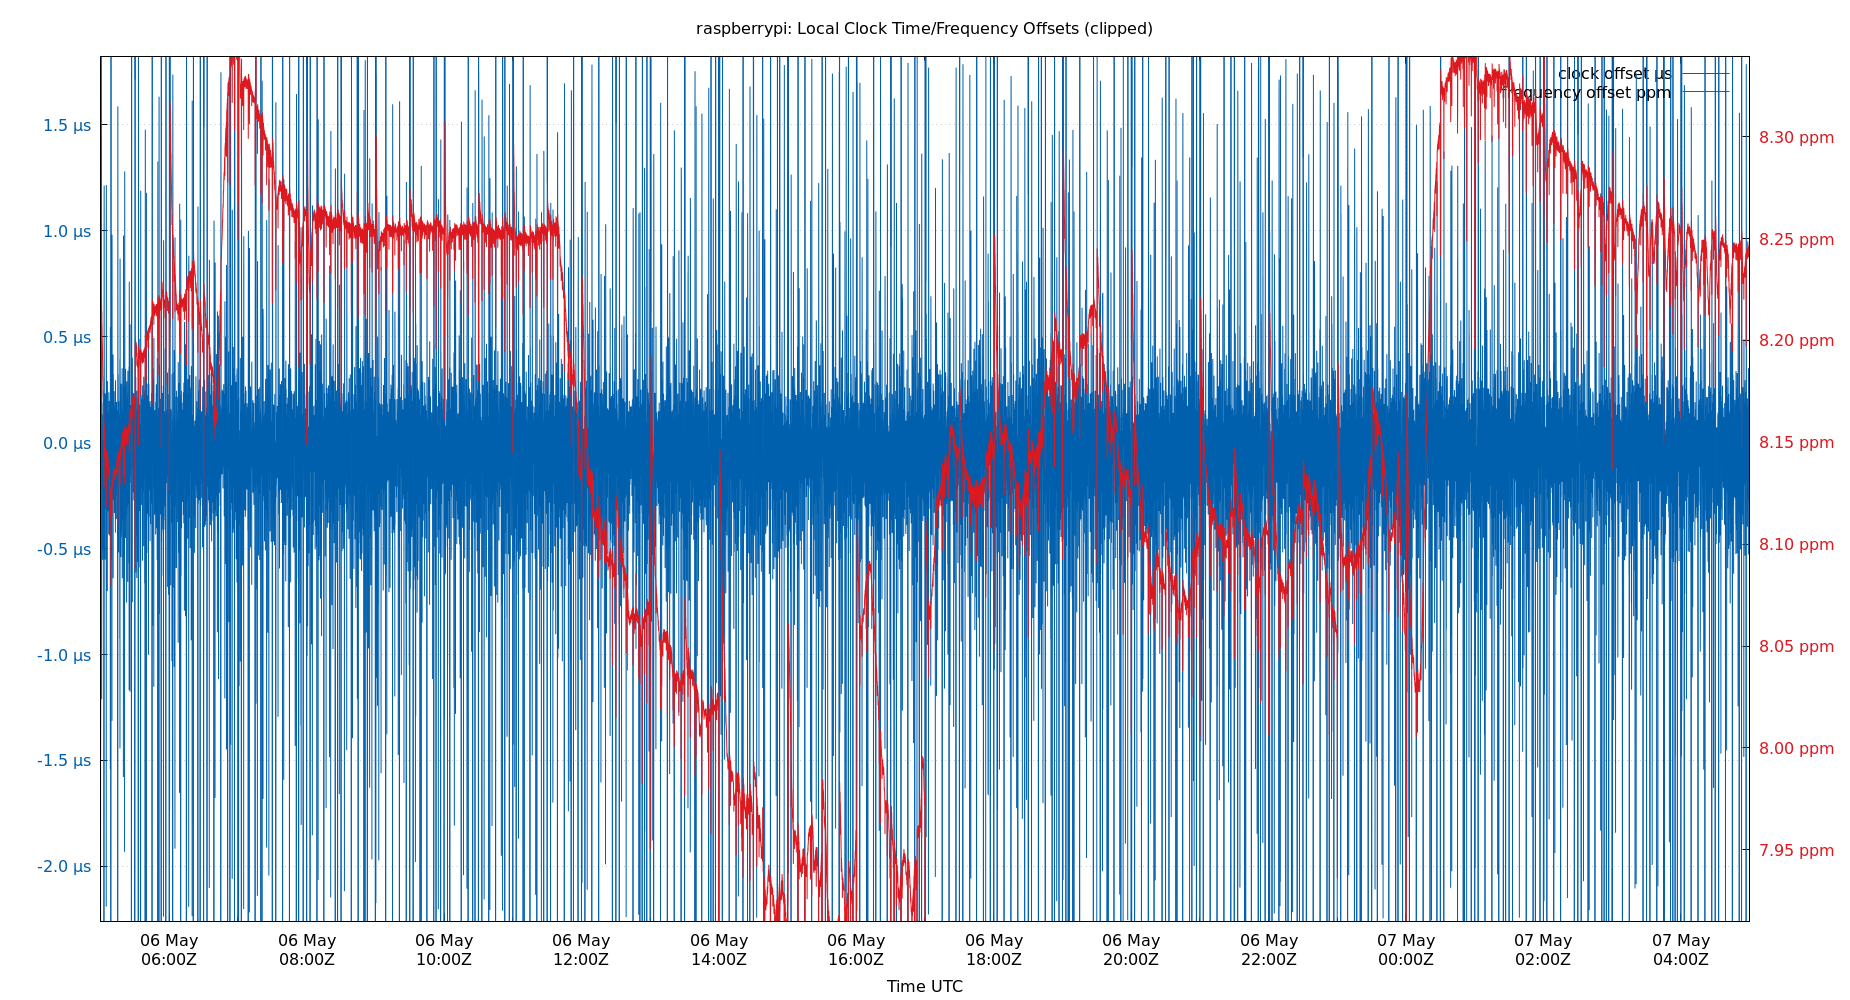 raspberrypi: Local Clock Time/Frequency Offsets (clipped)
clock offset µs
frequency offset ppm
1.5 µs
1.0 µs
0.5 µs
0.0 µs
-0.5 µs
-1.0 µs
-1.5 µs
-2.0 µs
8.30 ppm
8.25 ppm
8.20 ppm
8.15 ppm
8.10 ppm
8.05 ppm
8.00 ppm
7.95 ppm
06 May 06 May 06 May 06 May 06 May 06 May 06 May 06 May 06 May 07 May 07 May 07 May
06:00Z 08:00Z 10:00Z 12:00Z 14:00Z 16:00Z 18:00Z 20:00Z 22:00Z 00:00Z 02:00Z 04:00Z
Time UTC